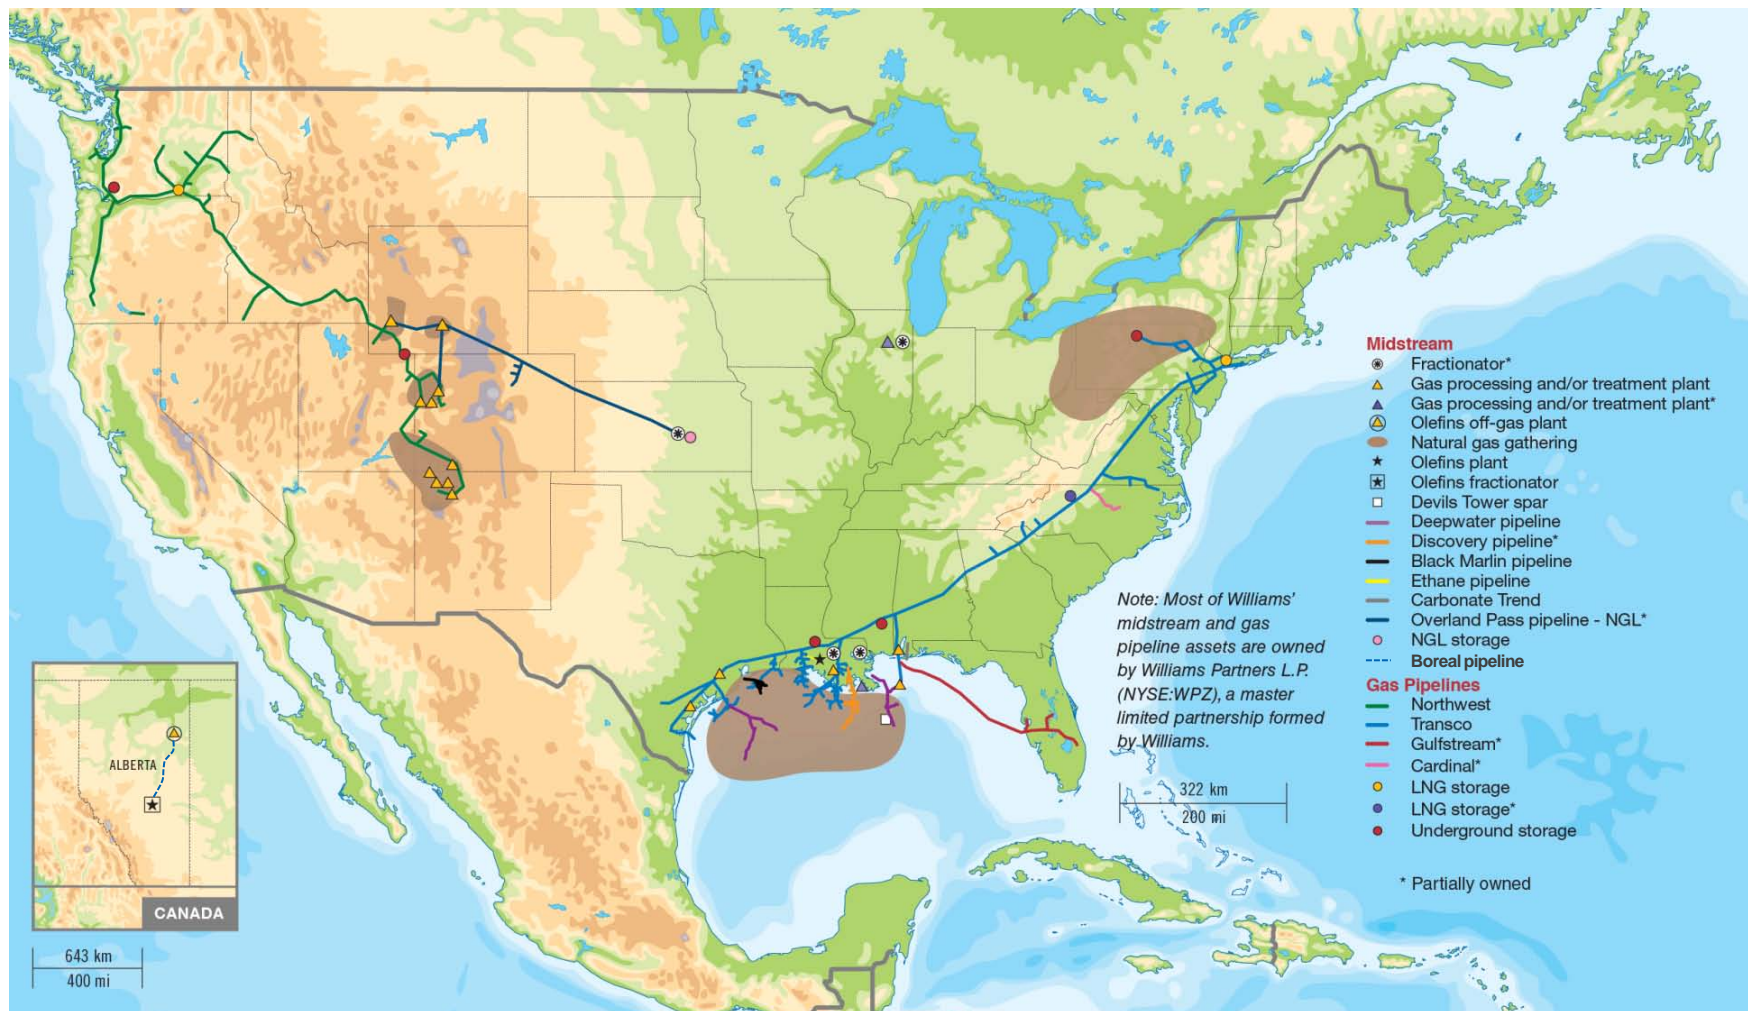 Midstream
Fractionator*
Gas processing and/or treatment plant
Gas processing and/or treatment plant*
Olefins off-gas plant
Natural gas gathering
Olefins plant
Olefins fractionator
Devils Tower spar
Deepwater pipeline
Discovery pipeline*
Black Marlin pipeline
Ethane pipeline
Carbonate Trend
Overland Pass pipeline - NGL*
NGL storage
Boreal pipeline
Gas Pipelines
Northwest
Transco
Gulfstream*
Cardinal*
LNG storage
LNG storage*
Underground storage
* Partially owned
Note: Most of Williams'
midstream and gas
pipeline assets are owned
by Williams Partners L.P.
(NYSE:WPZ), a master
limited partnership formed
by Williams.
322 km
200 mi
ALBERTA
CANADA
643 km
400 mi